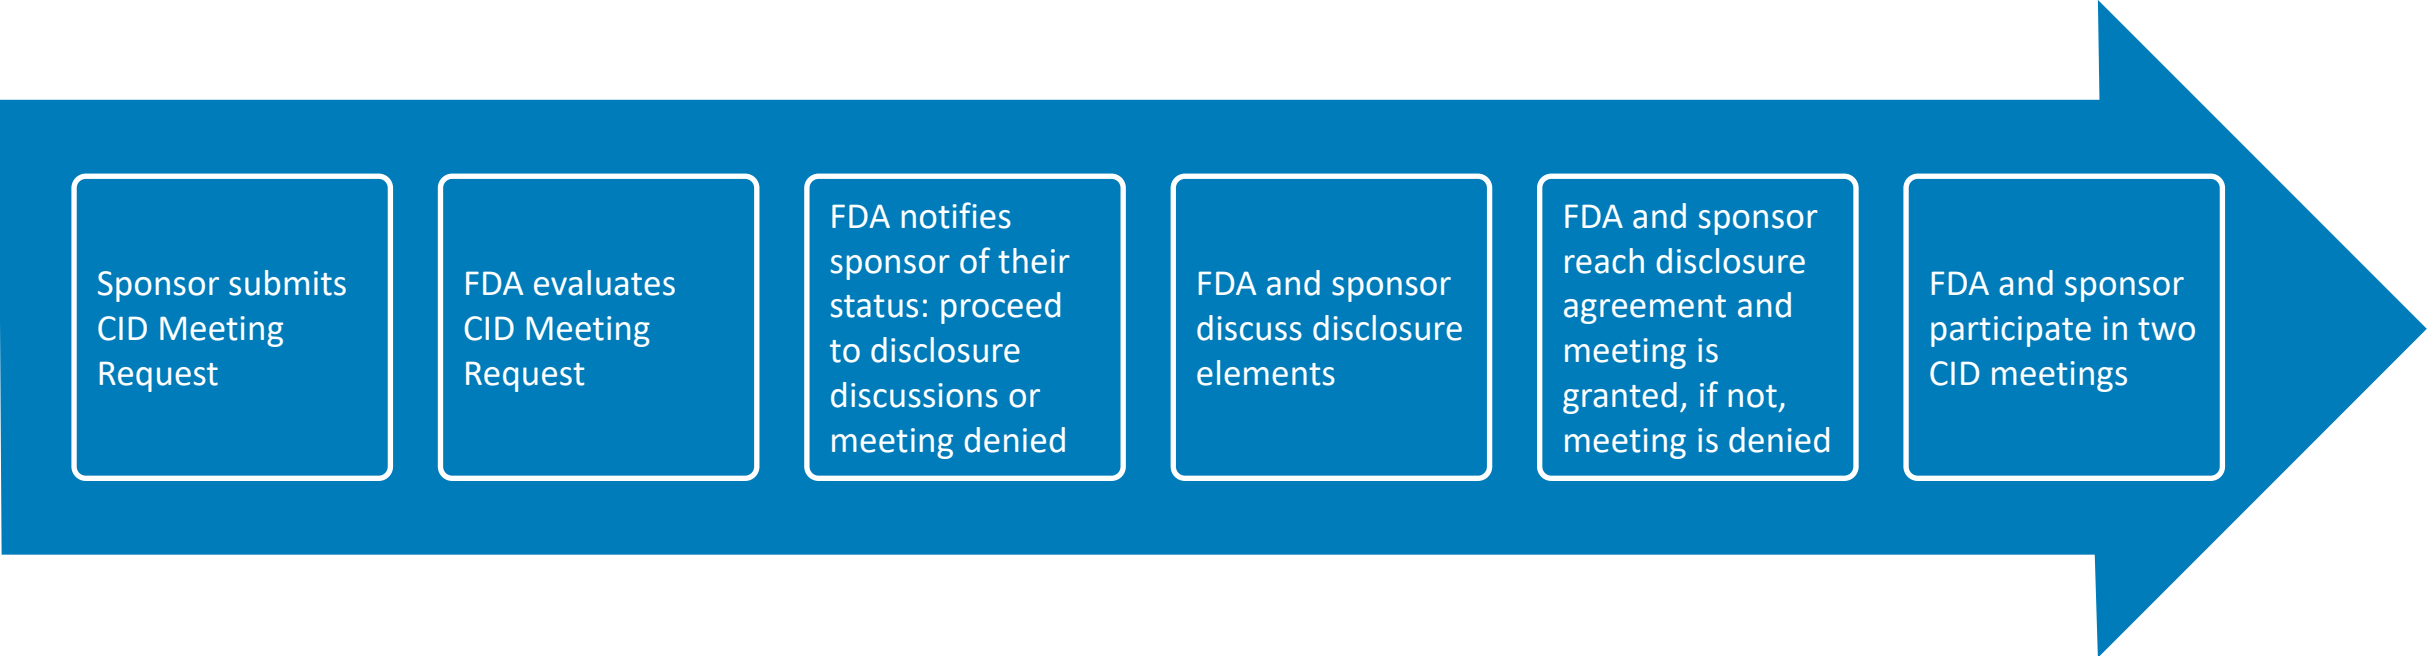 Sponsor submits
CID Meeting
Request
FDA evaluates
CID Meeting
Request
FDA notifies
sponsor of their
status: proceed
to disclosure
discussions or
meeting denied
FDA and sponsor
discuss disclosure
elements
FDA and sponsor
reach disclosure
agreement and
meeting is
granted, if not,
meeting is denied
FDA and sponsor
participate in two
CID meetings